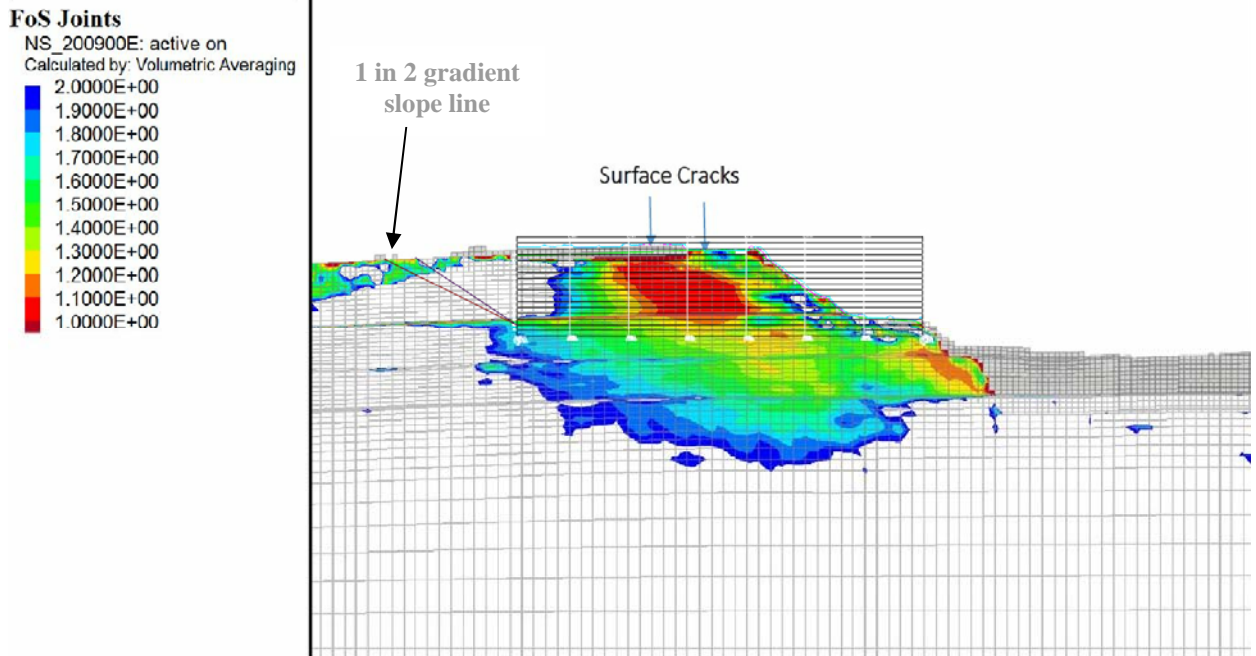 FoS Joints
NS_200900E: active on
Calculated by: Volumetric Averaging
2.0000E+00
1.9000E+00
1.8000E+00
1.7000E+00
1.6000E+00
1.5000E+00
1.4000E+00
1.3000E+00
1.2000E+00
1.1000E+00
1.0000E+00
1 in 2 gradient
slope line
Surface Cracks